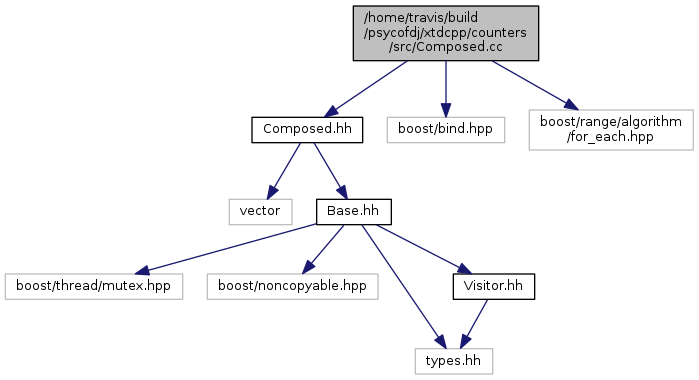 /home/travis/build
/psycofdj/xtdcpp/counters
/src/Composed.cc
Composed.hh
boost/bind.hpp
boost/range/algorithm
/for_each.hpp
vector
Base.hh
boost/thread/mutex.hpp
boost/noncopyable.hpp
Visitor.hh
types.hh